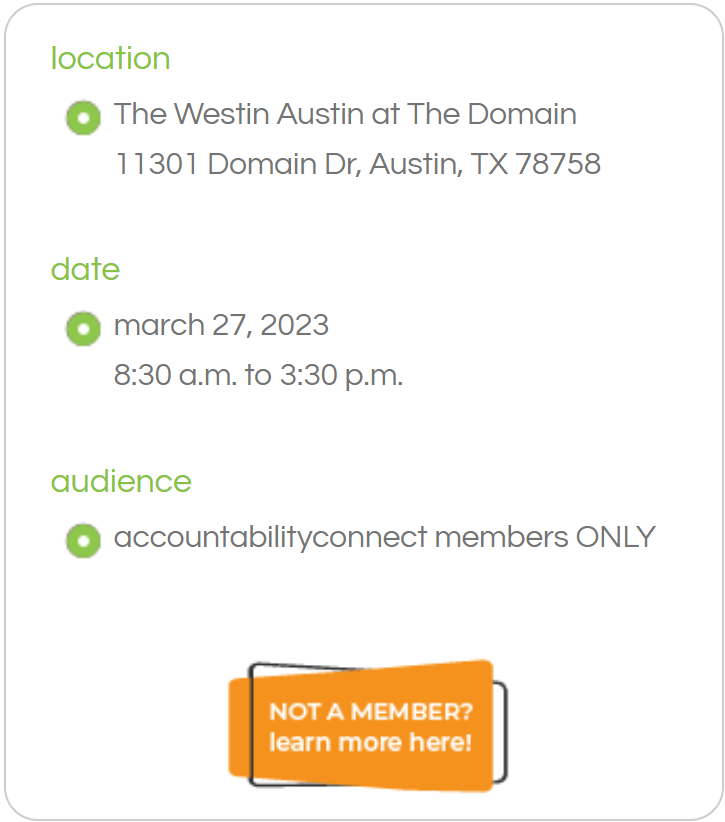 location
The Westin Austin at The Domain
11301 Domain Dr, Austin, TX 78758
date
march 27, 2023
8:30 a.m. to 3:30 p.m.
audience
accountabilityconnect members ONLY
NOT A MEMBER?
learn more here!